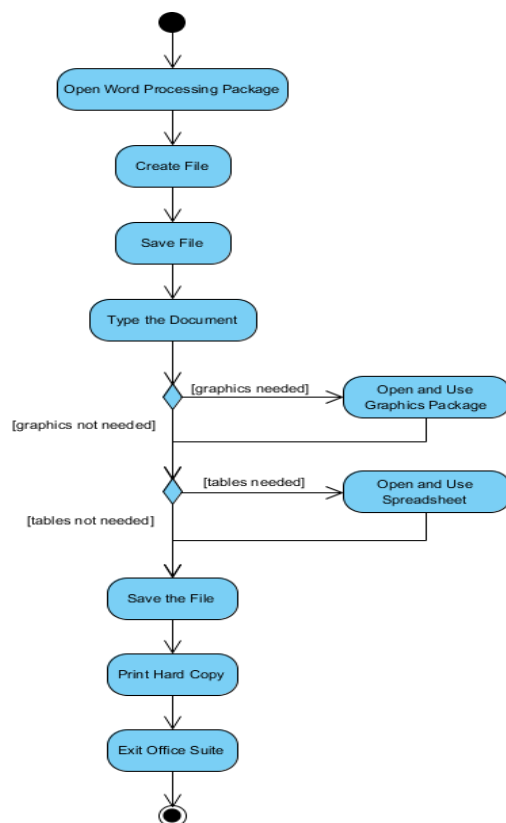 Open Word Processing Package
Create File
Save File
Type the Document
[graphics needed]
Open and Use
Graphics Package
[graphics not needed]
[tables needed]
Open and Use
Spreadsheet
[tables not needed]
Save the File
Print Hard Copy
Exit Office Suite